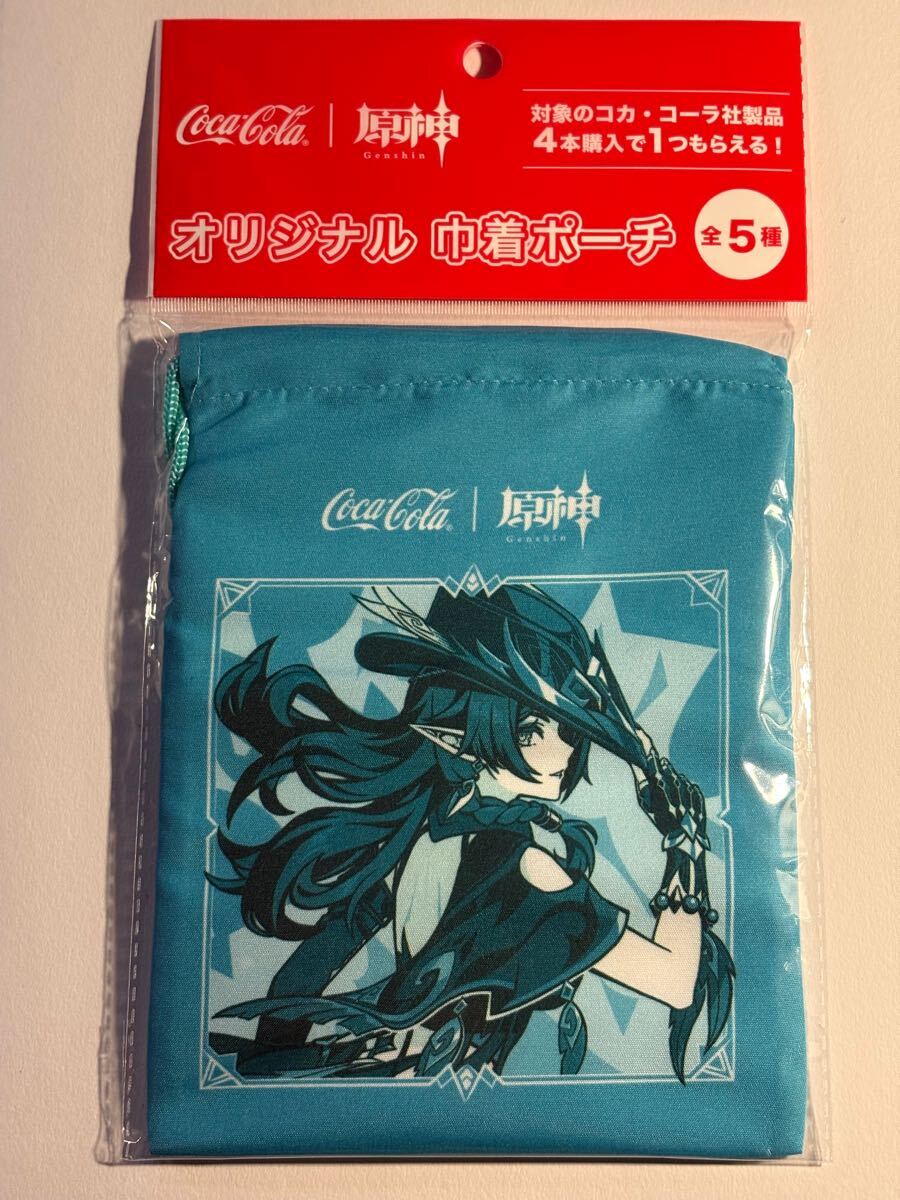 Coca-Cola® | 原神
Genshin
対象のコカ・コーラ社製品
4本購入で1つもらえる！
オリジナル 巾着ポーチ
全5種
Coca-Cola® | 原神
Genshin